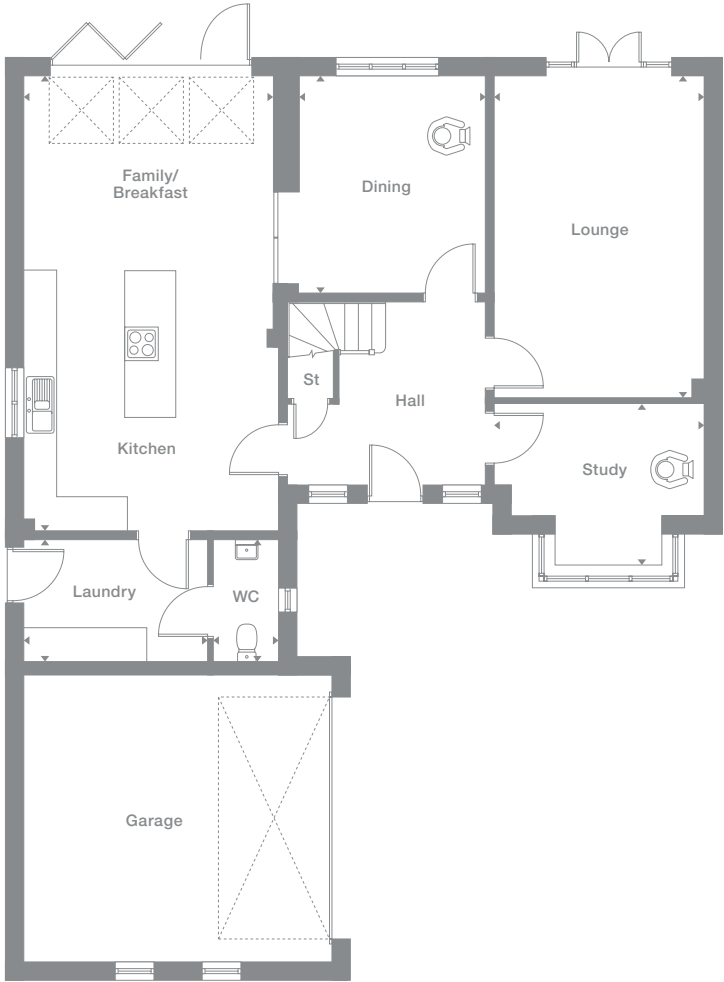 Family/
Breakfast
Dining
Lounge
St
Hall
Kitchen
Study
Laundry
WC
Garage